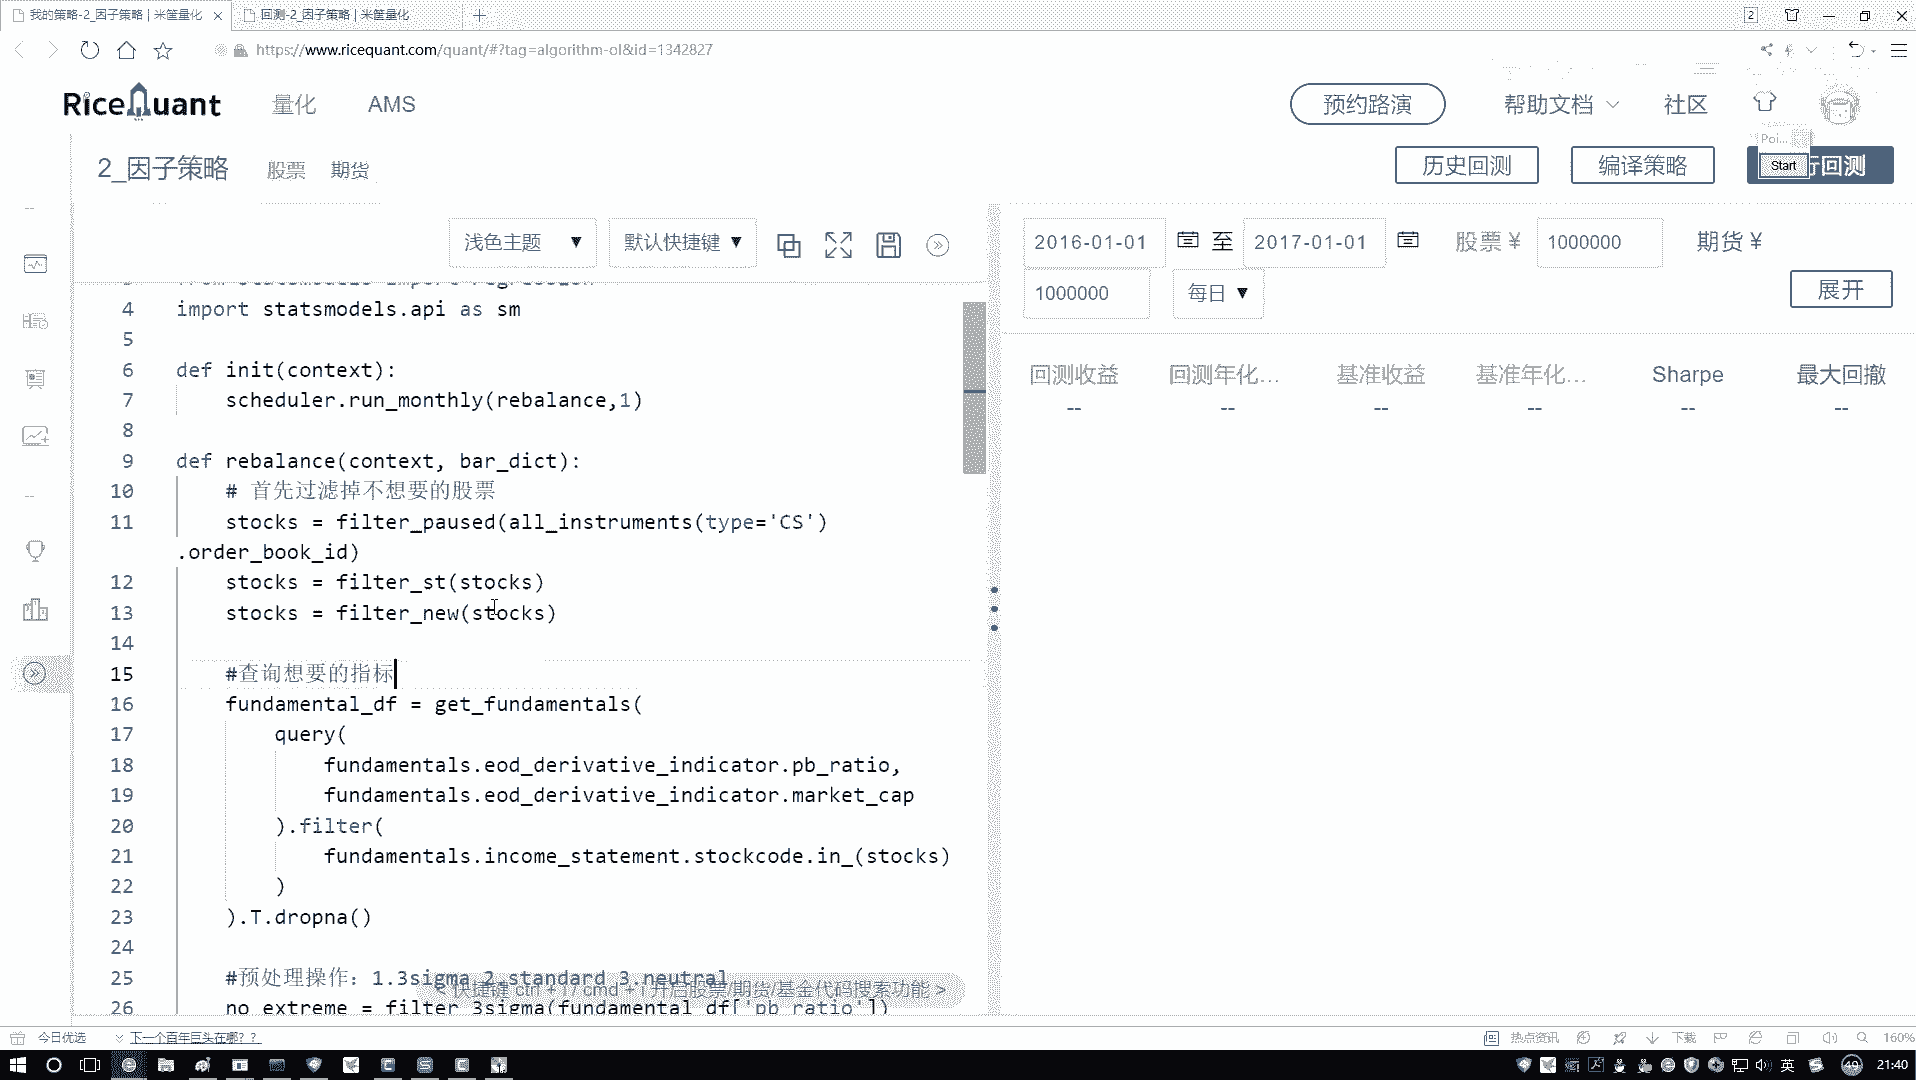 我的策略-2_因子策略 | 米筐量化
回测-2_因子策略 | 米筐量化
2
https://www.ricequant.com/quant/#?tag=algorithm-ol&id=1342827
RiceQuant 量化 AMS 预约路演 帮助文档 社区
Poi...
2_因子策略 股票 期货 历史回测 编译策略 Start 行回测
浅色主题 ▼ 默认快捷键 ▼
2016-01-01 至 2017-01-01 股票 ¥ 1000000 期货 ¥
1000000 每日 ▼ 展开
回测收益 回测年化... 基准收益 基准年化... Sharpe 最大回撤
-- -- -- -- -- --
4 import statsmodels.api as sm
5
6 def init(context):
7 scheduler.run_monthly(rebalance,1)
8
9 def rebalance(context, bar_dict):
10 # 首先过滤掉不想要的股票
11 stocks = filter_paused(all_instruments(type='CS')
.order_book_id)
12 stocks = filter_st(stocks)
13 stocks = filter_new(stocks)
14
15 #查询想要的指标
16 fundamental_df = get_fundamentals(
17 query(
18 fundamentals.eod_derivative_indicator.pb_ratio,
19 fundamentals.eod_derivative_indicator.market_cap
20 ).filter(
21 fundamentals.income_statement.stockcode.in_(stocks)
22 )
23 ).T.dropna()
24
25 #预处理操作：1.3sigma 2.standard 3.neutral
26 no_extreme = filter_3sigma(fundamental_df['pb_ratio'])
< 快捷键 ctrl + i / cmd + i 开启股票/期货/基金代码搜索功能 >
今日优选 下一个百年巨头在哪？？ 热点资讯 下载 160%
英 49 21:40